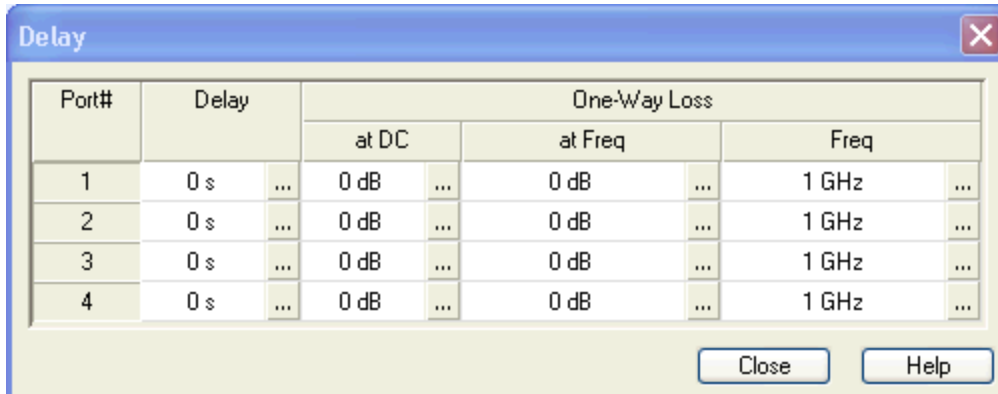 Delay
Port# Delay One-Way Loss
at DC at Freq Freq
1 0 s ... 0 dB ... 0 dB ... 1 GHz ...
2 0 s ... 0 dB ... 0 dB ... 1 GHz ...
3 0 s ... 0 dB ... 0 dB ... 1 GHz ...
4 0 s ... 0 dB ... 0 dB ... 1 GHz ...
Close Help